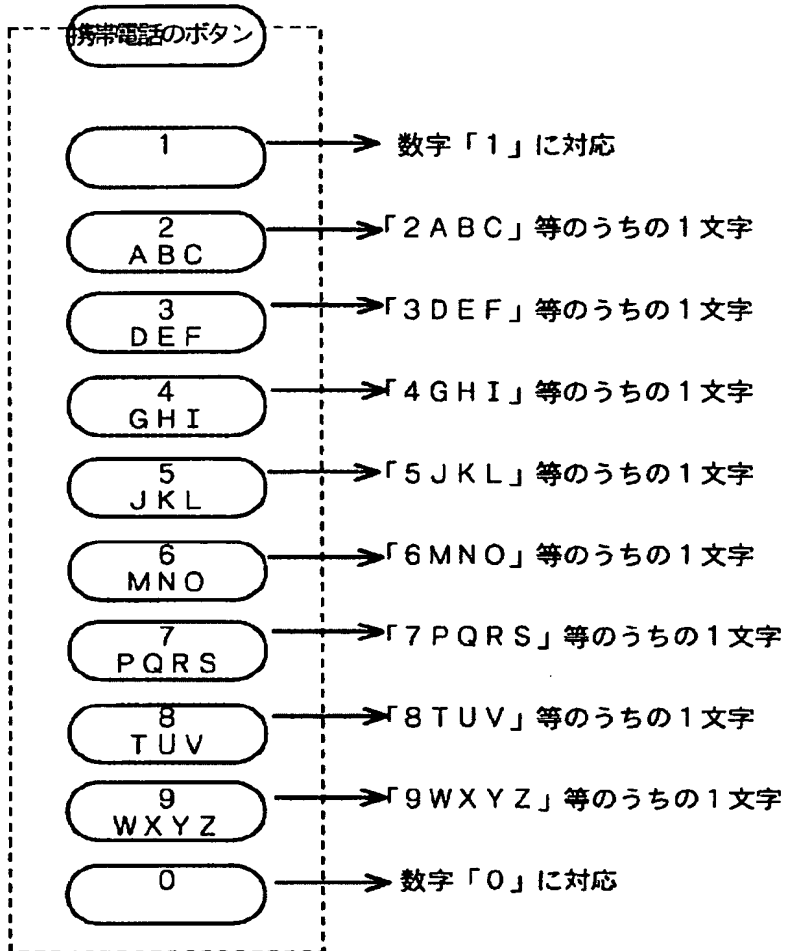 携帯電話のボタン
1 数字「1」に対応
2 「2ABC」等のうちの1文字
ABC
3 「3DEF」等のうちの1文字
DEF
4 「4GHI」等のうちの1文字
GHI
5 「5JKL」等のうちの1文字
JKL
6 「6MNO」等のうちの1文字
MNO
7 「7PQRS」等のうちの1文字
PQRS
8 「8TUV」等のうちの1文字
TUV
9 「9WXYZ」等のうちの1文字
WXYZ
0 数字「0」に対応